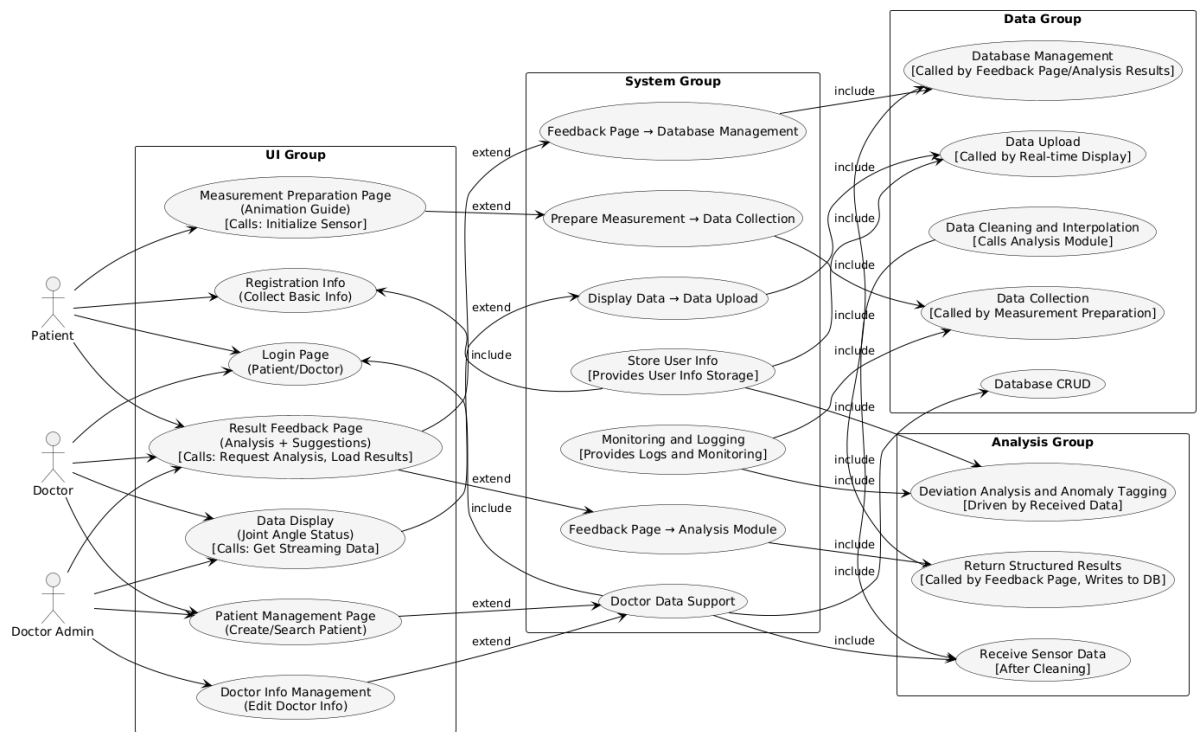 Patient
Doctor
Doctor Admin
UI Group
Measurement Preparation Page
(Animation Guide)
[Calls: Initialize Sensor]
Registration Info
(Collect Basic Info)
Login Page
(Patient/Doctor)
Result Feedback Page
(Analysis + Suggestions)
[Calls: Request Analysis, Load Results]
Data Display
(Joint Angle Status)
[Calls: Get Streaming Data]
Patient Management Page
(Create/Search Patient)
Doctor Info Management
(Edit Doctor Info)
extend
extend
extend
include
extend
include
extend
extend
System Group
Feedback Page → Database Management
Prepare Measurement → Data Collection
Display Data → Data Upload
Store User Info
[Provides User Info Storage]
Monitoring and Logging
[Provides Logs and Monitoring]
Feedback Page → Analysis Module
Doctor Data Support
include
include
include
include
include
include
include
include
include
include
include
include
Data Group
Database Management
[Called by Feedback Page/Analysis Results]
Data Upload
[Called by Real-time Display]
Data Cleaning and Interpolation
[Calls Analysis Module]
Data Collection
[Called by Measurement Preparation]
Database CRUD
Analysis Group
Deviation Analysis and Anomaly Tagging
[Driven by Received Data]
Return Structured Results
[Called by Feedback Page, Writes to DB]
Receive Sensor Data
[After Cleaning]